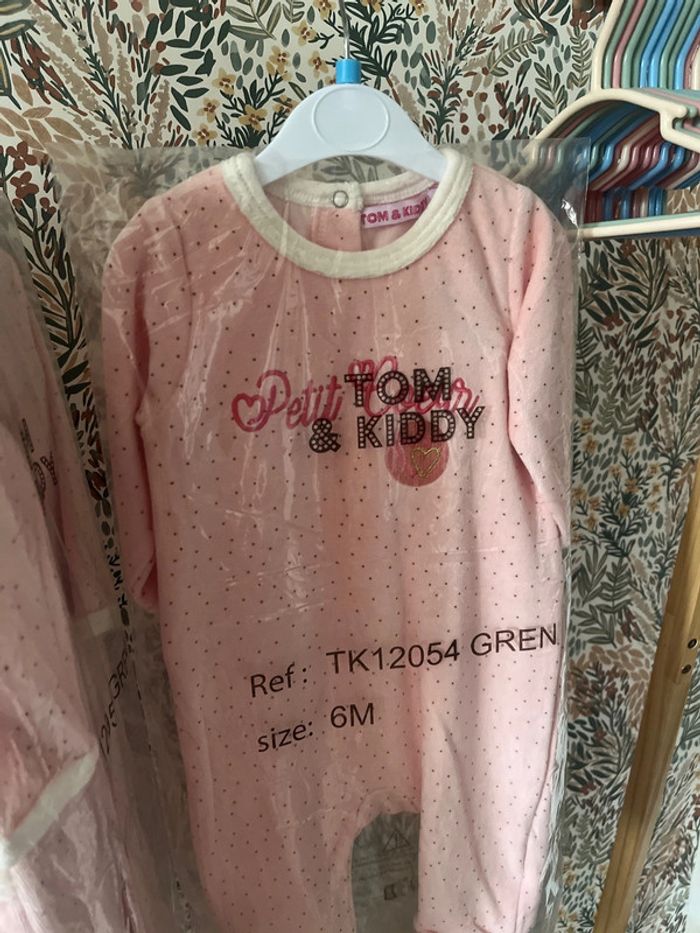 TOM & KIDDY
Petit Coeur
TOM
& KIDDY
Ref: TK12054 GREN
size: 6M